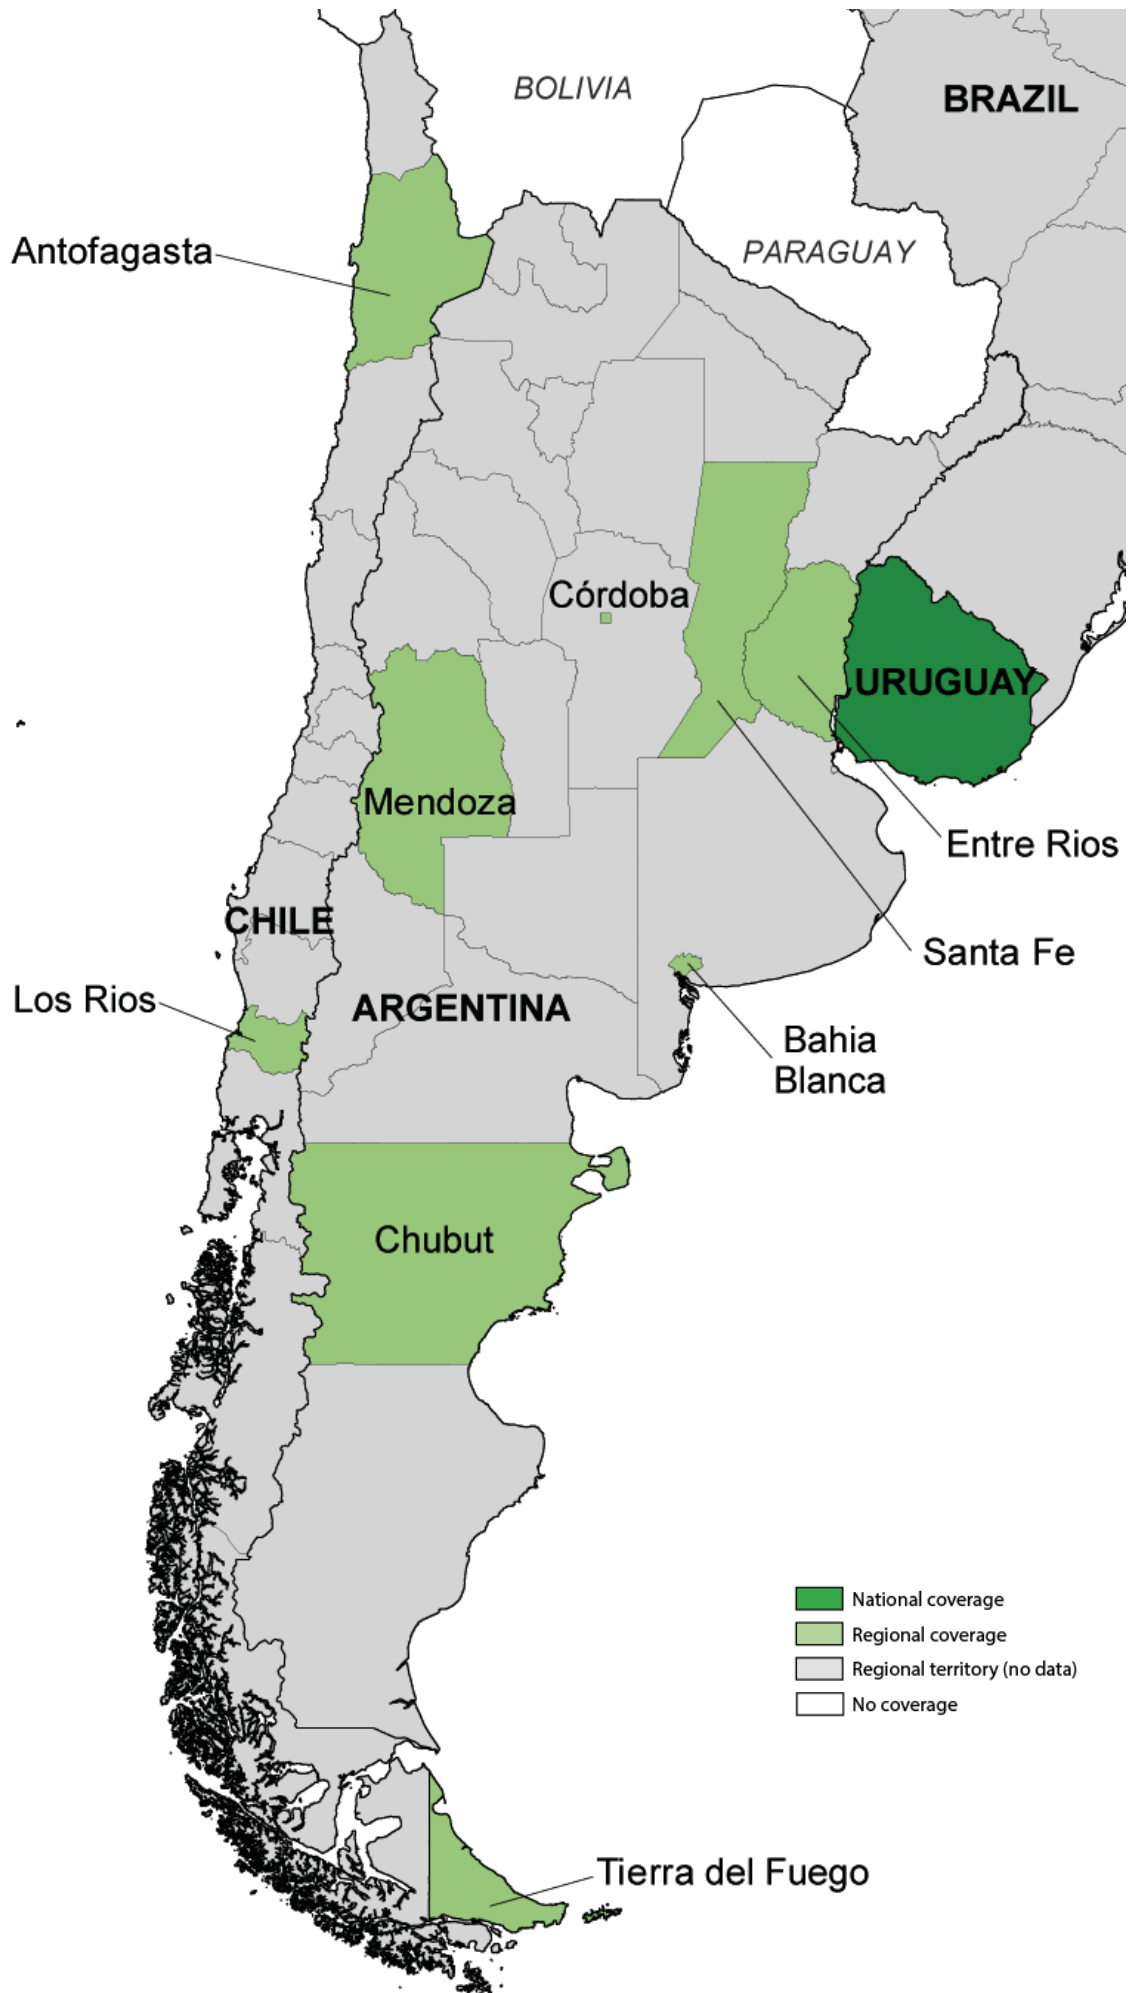 BOLIVIA
BRAZIL
Antofagasta
PARAGUAY
Córdoba
URUGUAY
Mendoza
Entre Rios
CHILE
Santa Fe
Los Rios
ARGENTINA
Bahia
Blanca
Chubut
National coverage
Regional coverage
Regional territory (no data)
No coverage
Tierra del Fuego